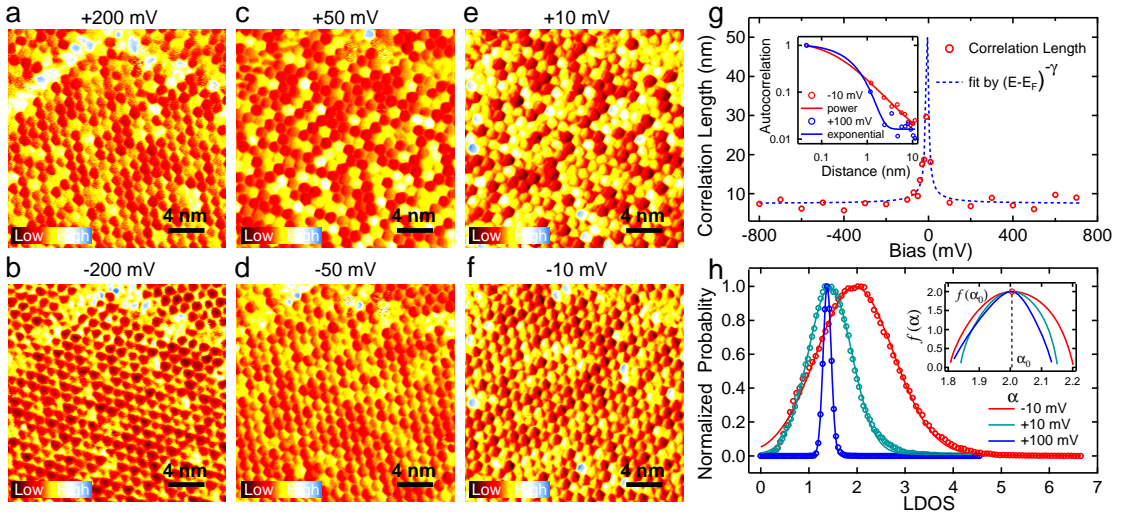 a +200 mV
Low High 4 nm
b -200 mV
Low High 4 nm
c +50 mV
Low High 4 nm
d -50 mV
Low High 4 nm
e +10 mV
Low High 4 nm
f -10 mV
Low High 4 nm
g
Correlation Length (nm)
50
40
30
20
10
-800 -400 0 400 800
Bias (mV)
Correlation Length
fit by (E-E_F)^-γ
Autocorrelation
1
0.1
0.01
0.1 1 10
Distance (nm)
-10 mV
power
+100 mV
exponential
h
Normalized Probability
1.0
0.8
0.6
0.4
0.2
0.0
0 1 2 3 4 5 6 7
LDOS
f(α)
2.0
1.5
1.0
0.5
0.0
1.8 1.9 2.0 2.1 2.2
α
f(α₀)
α₀
-10 mV
+10 mV
+100 mV